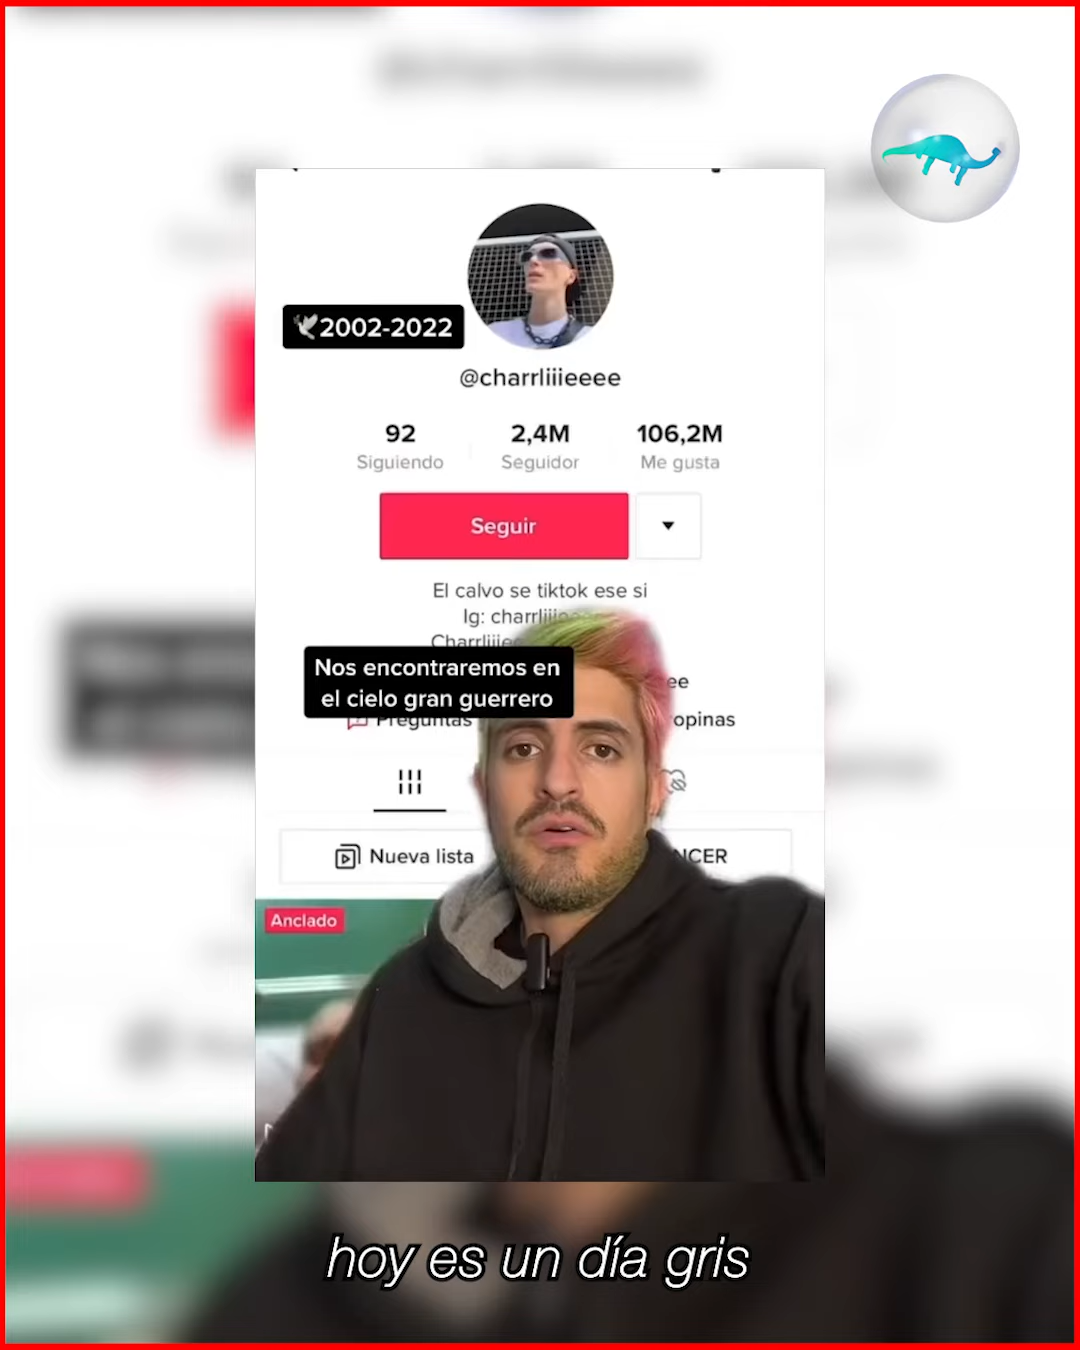 🕊2002-2022
@charrliiieeee
92
2,4M
106,2M
Siguiendo
Seguidor
Me gusta
Seguir
El calvo se tiktok ese si
Ig:
Nos encontraremos en
el cielo gran guerrero
Preguntas
Nueva lista
Anclado
hoy es un día gris